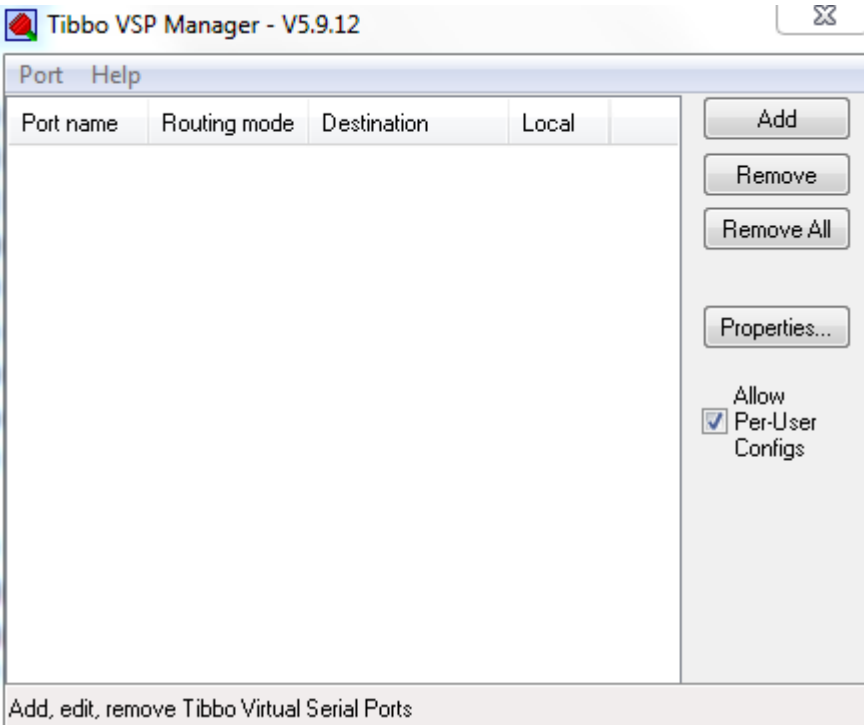 Tibbo VSP Manager - V5.9.12
Port Help
Port name Routing mode Destination Local
Add
Remove
Remove All
Properties...
Allow
Per-User
Configs
Add, edit, remove Tibbo Virtual Serial Ports